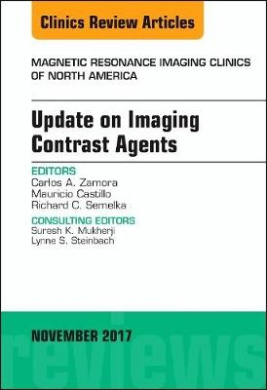 Clinics Review Articles
MAGNETIC RESONANCE IMAGING CLINICS
OF NORTH AMERICA
Update on Imaging
Contrast Agents
EDITORS
Carlos A. Zamora
Mauricio Castillo
Richard C. Semelka
CONSULTING EDITORS
Suresh K. Mukherji
Lynne S. Steinbach
NOVEMBER 2017
reviews